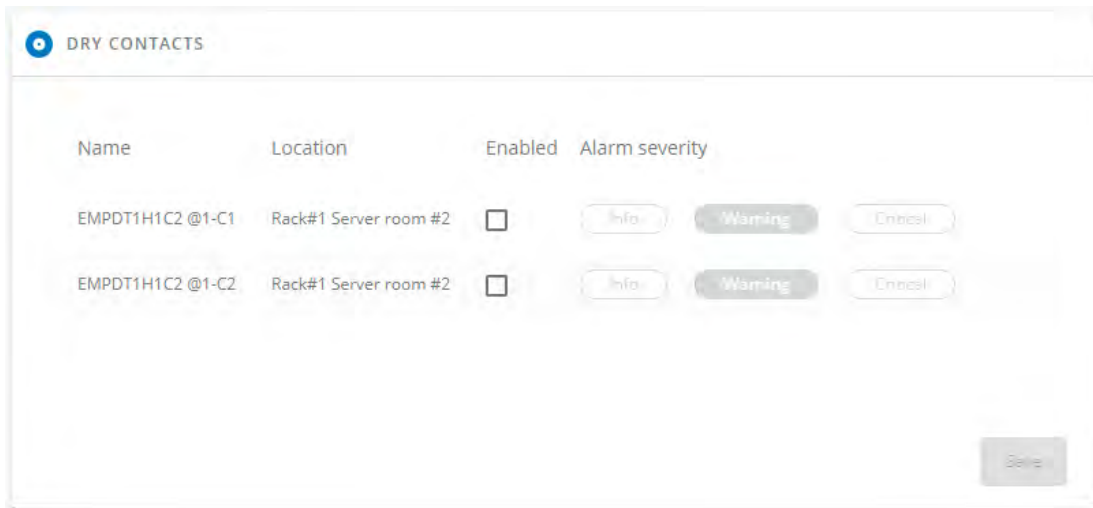 DRY CONTACTS
Name Location Enabled Alarm severity
EMPDT1H1C2 @1-C1 Rack#1 Server room #2 Info Warning Critical
EMPDT1H1C2 @1-C2 Rack#1 Server room #2 Info Warning Critical
Save